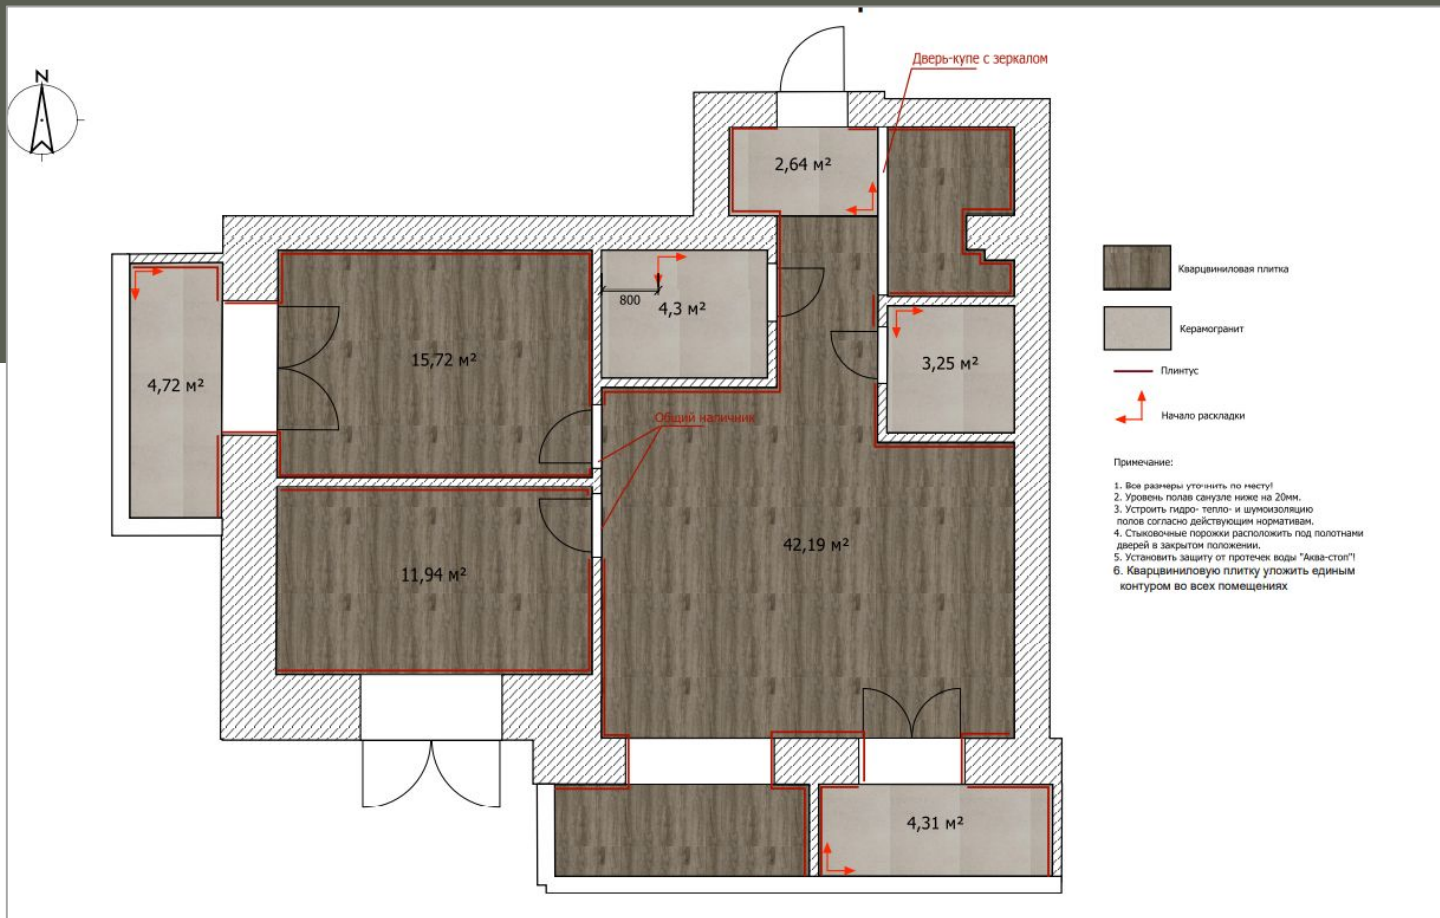 N
Дверь-купе с зеркалом
2,64 м²
800
4,3 м²
15,72 м²
3,25 м²
4,72 м²
Общий наличник
42,19 м²
11,94 м²
4,31 м²
Кварцвиниловая плитка
Керамогранит
Плинтус
Начало раскладки
Примечание:
1. Все размеры уточнить по месту!
2. Уровень полав санузле ниже на 20мм.
3. Устроить гидро- тепло- и шумоизоляцию
полов согласно действующим нормативам.
4. Стыковочные порожки расположить под полотнами
дверей в закрытом положении.
5. Установить защиту от протечек воды "Аква-стоп"!
6. Кварцвиниловую плитку уложить единым
контуром во всех помещениях